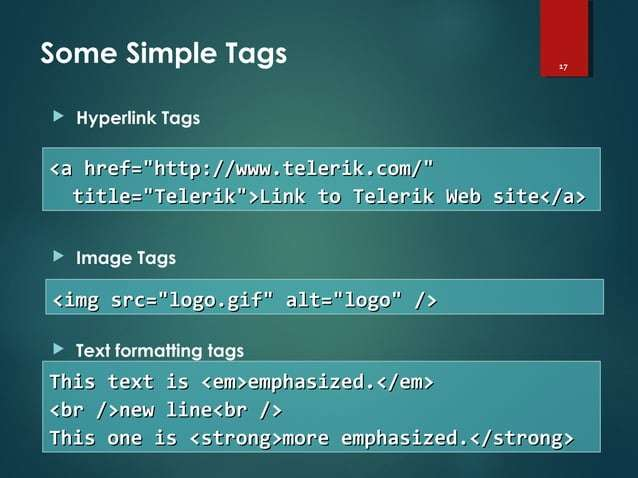 Some Simple Tags
17
Hyperlink Tags
<a href="http://www.telerik.com/"
title="Telerik">Link to Telerik Web site</a>
Image Tags
<img src="logo.gif" alt="logo" />
Text formatting tags
This text is <em>emphasized.</em>
<br />new line<br />
This one is <strong>more emphasized.</strong>